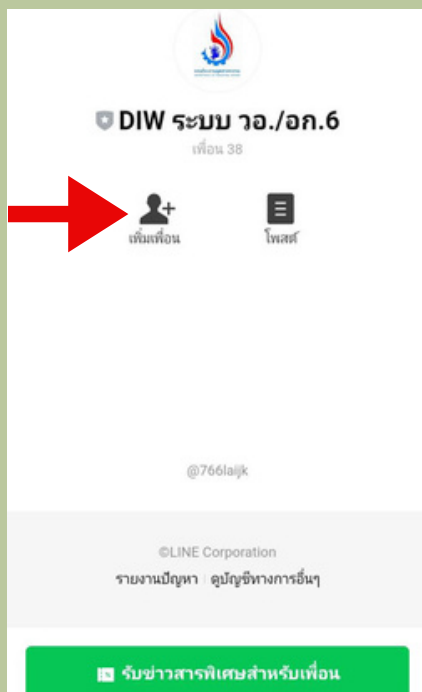 DIW ระบบ วอ./อก.6
เพื่อน 38
เพิ่มเพื่อน
โพสต์
@766laijk
©LINE Corporation
รายงานปัญหา | ดูบัญชีทางการอื่นๆ
รับข่าวสารพิเศษสำหรับเพื่อน